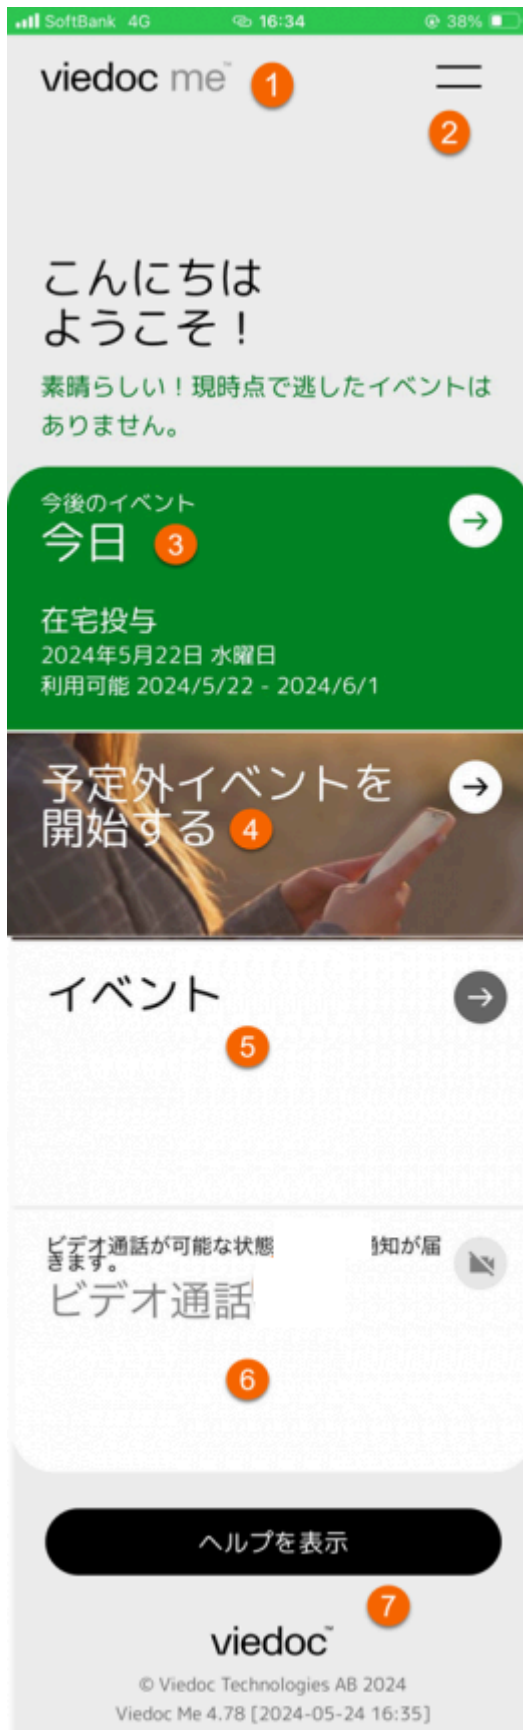 SoftBank 4G 16:34 38%
viedoc me™ 1
2
こんにちは
ようこそ！
素晴らしい！現時点で逃したイベントは
ありません。
今後のイベント
今日 3
在宅投与
2024年5月22日 水曜日
利用可能 2024/5/22 - 2024/6/1
予定外イベントを
開始する 4
イベント
5
ビデオ通話が可能な状態 通知が届
きます。
ビデオ通話
6
ヘルプを表示
7
viedoc™
© Viedoc Technologies AB 2024
Viedoc Me 4.78 [2024-05-24 16:35]